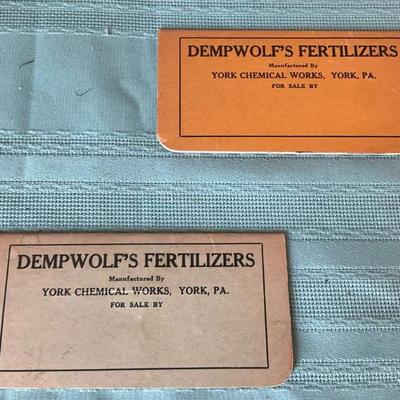 DEMPWOLF'S FERTILIZERS
Manufactured By
YORK CHEMICAL WORKS, YORK, PA.
FOR SALE BY
DEMPWOLF'S FERTILIZERS
Manufactured By
YORK CHEMICAL WORKS, YORK, PA.
FOR SALE BY